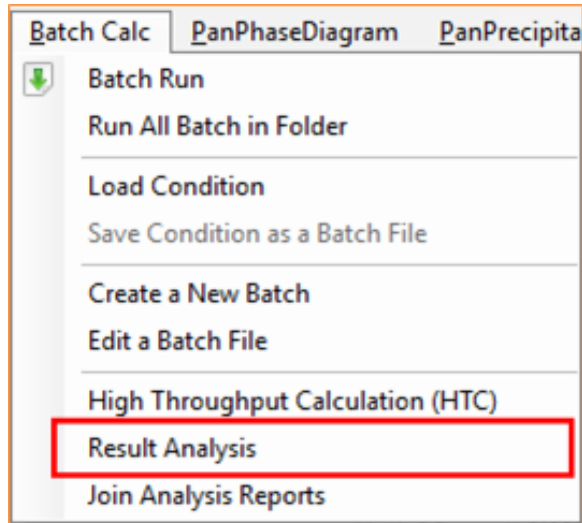 Batch Calc PanPhaseDiagram PanPrecipita
Batch Run
Run All Batch in Folder
Load Condition
Save Condition as a Batch File
Create a New Batch
Edit a Batch File
High Throughput Calculation (HTC)
Result Analysis
Join Analysis Reports